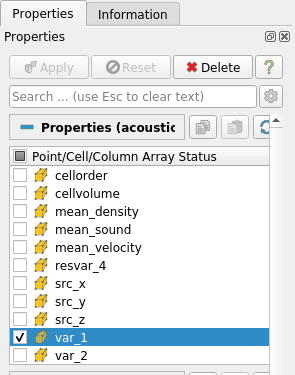 Properties Information
Properties
Apply Reset Delete ?
Search ... (use Esc to clear text)
Properties (acoustic
Point/Cell/Column Array Status
cellorder
cellvolume
mean_density
mean_sound
mean_velocity
resvar_4
src_x
src_y
src_z
var_1
var_2